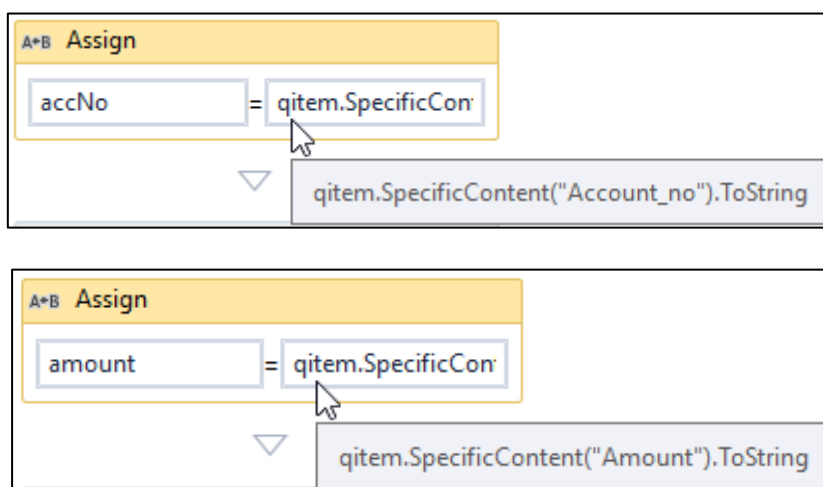 A+B Assign
accNo = qitem.SpecificCon
qitem.SpecificContent("Account_no").ToString
A+B Assign
amount = qitem.SpecificCon
qitem.SpecificContent("Amount").ToString